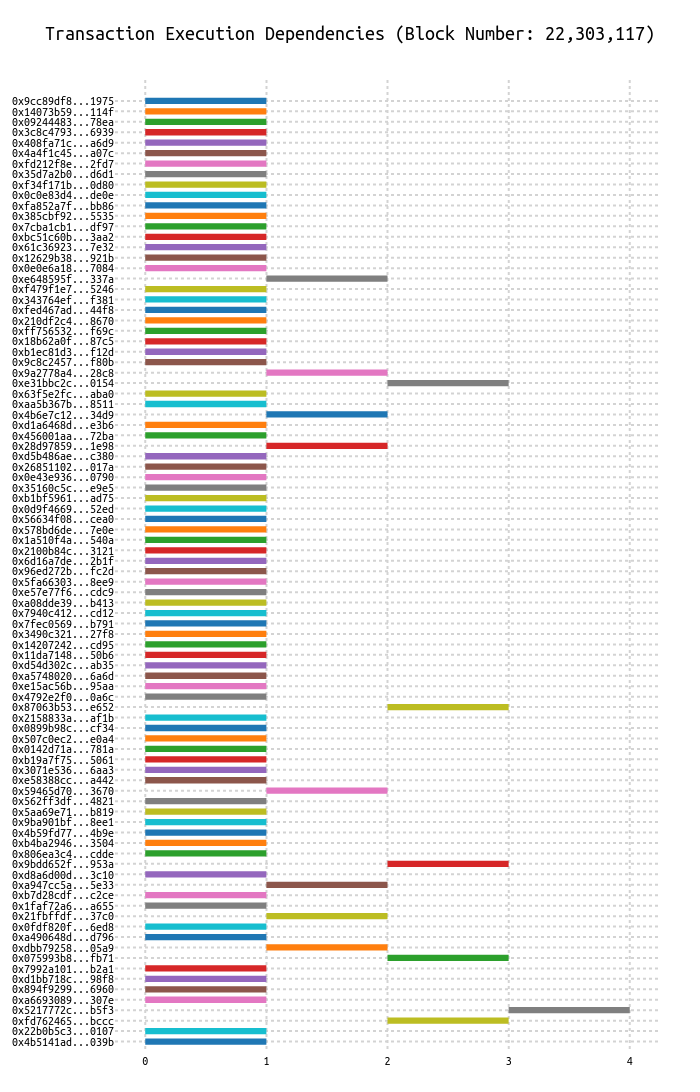 Transaction Execution Dependencies (Block Number: 22,303,117)
0x9cc89df8...1975
0x14073b59...114f
0x09244483...78ea
0x3c8c4793...6939
0x408fa71c...a6d9
0x4a4f1c45...a07c
0xfd212f8e...2fd7
0x35d7a2b0...d6d1
0xf34f171b...0d80
0x0c0e83d4...de0e
0xfa852a7f...bb86
0x385cbf92...5535
0x7cba1cb1...df97
0xbc51c60b...3aa2
0x61c36923...7e32
0x12629b38...921b
0x0e0e6a18...7084
0xe648595f...337a
0xf479f1e7...5246
0x343764ef...f381
0xfed467ad...44f8
0x210df2c4...8670
0xff756532...f69c
0x18b62a0f...87c5
0xb1ec81d3...f12d
0x9c8c2457...f80b
0x9a2778a4...28c8
0xe31bbc2c...0154
0x63f5e2fc...aba0
0xaa5b367b...8511
0x4b6e7c12...34d9
0xd1a6468d...e3b6
0x456001aa...72ba
0x28d97859...1e98
0xd5b486ae...c380
0x26851102...017a
0x0e43e936...0790
0x35160c5c...e9e5
0xb1bf5961...ad75
0x0d9f4669...52ed
0x56634f08...cea0
0x578bd6de...7e0e
0x1a510f4a...540a
0x2100b84c...3121
0x6d16a7de...2b1f
0x96ed272b...fc2d
0x5fa66303...8ee9
0xe57e77f6...cdc9
0xa08dde39...b413
0x7940c412...cd12
0x7fec0569...b791
0x3490c321...27f8
0x14207242...cd95
0x11da7148...50b6
0xd54d302c...ab35
0xa5748020...6a6d
0xe15ac56b...95aa
0x4792e2f0...0a6c
0x87063b53...e652
0x2158833a...af1b
0x0899b98c...cf34
0x507c0ec2...e0a4
0x0142d71a...781a
0xb19a7f75...5061
0x3071e536...6aa3
0xe58388cc...a442
0x59465d70...3670
0x562ff3df...4821
0x5aa69e71...b819
0x9ba901bf...8ee1
0x4b59fd77...4b9e
0xb4ba2946...3504
0x806ea3c4...cdde
0x9bdd652f...953a
0xd8a6d00d...3c10
0xa947cc5a...5e33
0xb7d28cdf...c2ce
0x1faf72a6...a655
0x21fbffdf...37c0
0x0fdf820f...6ed8
0xa490648d...d796
0xdbb79258...05a9
0x075993b8...fb71
0x7992a101...b2a1
0xd1bb718c...98f8
0x894f9299...6960
0xa6693089...307e
0x5217772c...b5f3
0xfd762465...bccc
0x22b0b5c3...0107
0x4b5141ad...039b
0 1 2 3 4